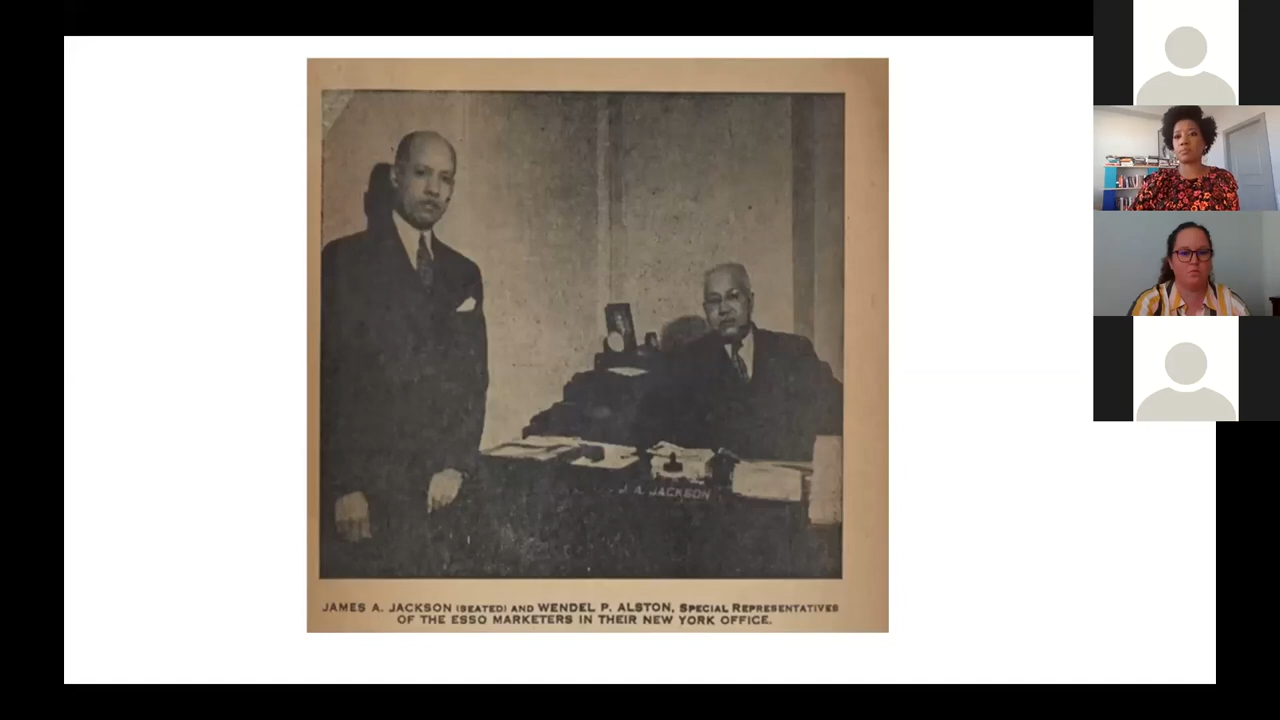 J. A. JACKSON
JAMES A. JACKSON (SEATED) AND WENDEL P. ALSTON, SPECIAL REPRESENTATIVES
OF THE ESSO MARKETERS IN THEIR NEW YORK OFFICE.